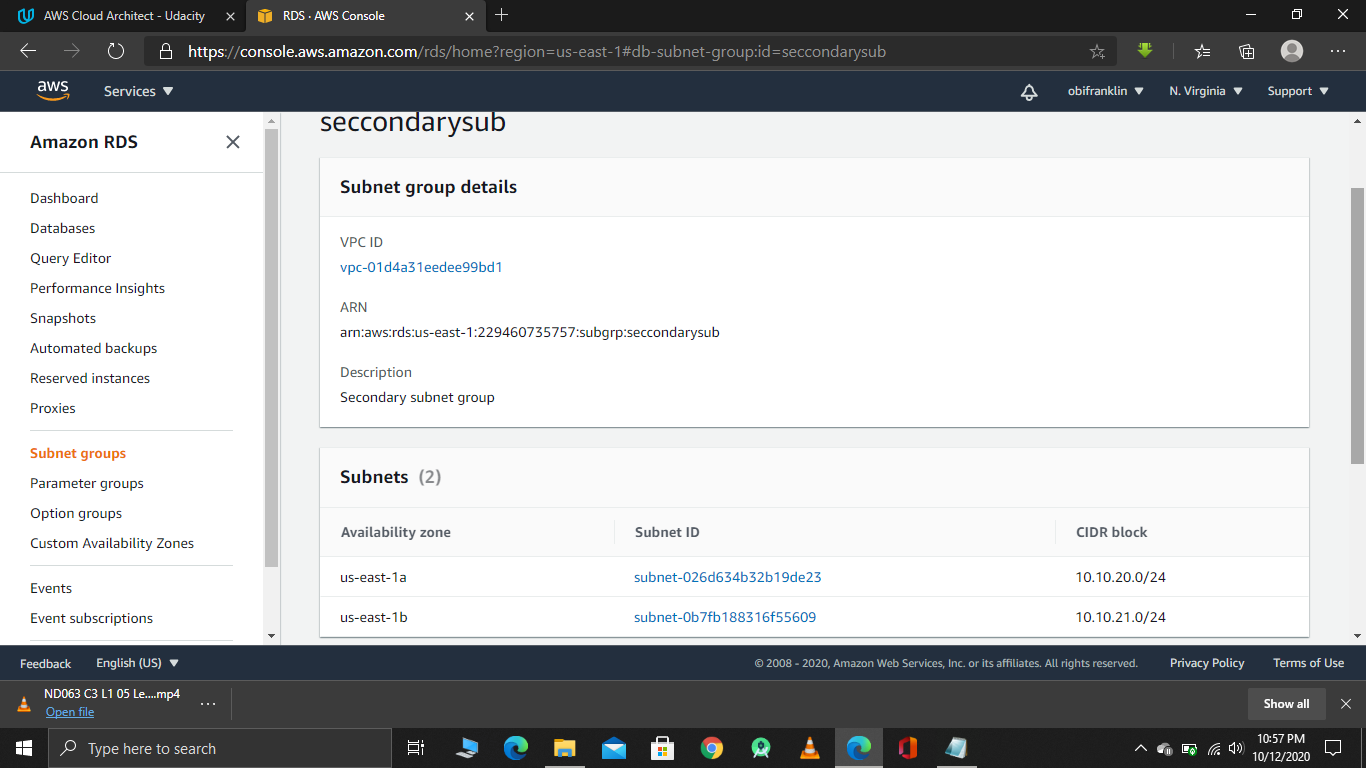 AWS Cloud Architect - Udacity
RDS · AWS Console
https://console.aws.amazon.com/rds/home?region=us-east-1#db-subnet-group:id=seccondarysub
aws
Services
obifranklin
N. Virginia
Support
Amazon RDS
Dashboard
Databases
Query Editor
Performance Insights
Snapshots
Automated backups
Reserved instances
Proxies
Subnet groups
Parameter groups
Option groups
Custom Availability Zones
Events
Event subscriptions
seccondarysub
Subnet group details
VPC ID
vpc-01d4a31eedee99bd1
ARN
arn:aws:rds:us-east-1:229460735757:subgrp:seccondarysub
Description
Secondary subnet group
Subnets (2)
Availability zone Subnet ID CIDR block
us-east-1a subnet-026d634b32b19de23 10.10.20.0/24
us-east-1b subnet-0b7fb188316f55609 10.10.21.0/24
Feedback English (US) © 2008 - 2020, Amazon Web Services, Inc. or its affiliates. All rights reserved. Privacy Policy Terms of Use
ND063 C3 L1 05 Le....mp4
Open file
Show all
Type here to search
10:57 PM
10/12/2020